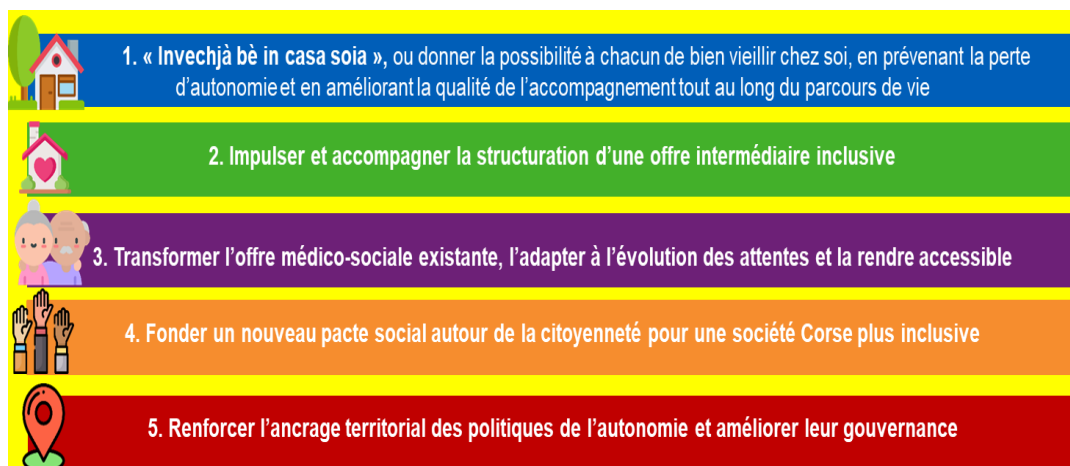 1. « Invechjà bè in casa soia », ou donner la possibilité à chacun de bien vieillir chez soi, en prévenant la perte
d'autonomie et en améliorant la qualité de l'accompagnement tout au long du parcours de vie
2. Impulser et accompagner la structuration d'une offre intermédiaire inclusive
3. Transformer l'offre médico-sociale existante, l'adapter à l'évolution des attentes et la rendre accessible
4. Fonder un nouveau pacte social autour de la citoyenneté pour une société Corse plus inclusive
5. Renforcer l'ancrage territorial des politiques de l'autonomie et améliorer leur gouvernance